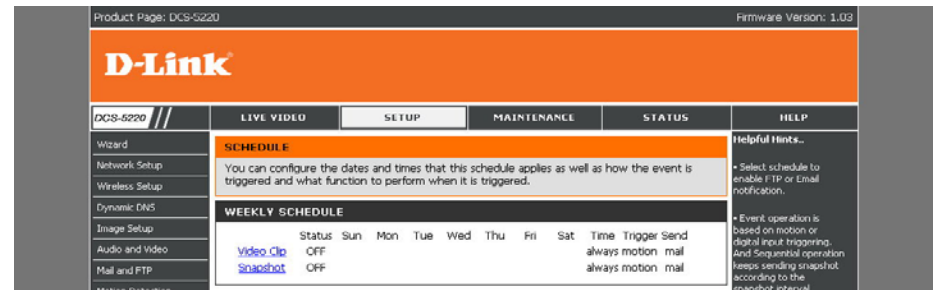 Product Page: DCS-5220 Firmware Version: 1.03
D-Link
DCS-5220 LIVE VIDEO SETUP MAINTENANCE STATUS HELP
Wizard
Network Setup
Wireless Setup
Dynamic DNS
Image Setup
Audio and Video
Mail and FTP
Motion Detection
SCHEDULE
You can configure the dates and times that this schedule applies as well as how the event is
triggered and what function to perform when it is triggered.
WEEKLY SCHEDULE
Status Sun Mon Tue Wed Thu Fri Sat Time Trigger Send
Video Clip OFF always motion mail
Snapshot OFF always motion mail
Helpful Hints..
• Select schedule to
enable FTP or Email
notification.
• Event operation is
based on motion or
digital input triggering.
And Sequential operation
keeps sending snapshot
according to the
snapshot interval